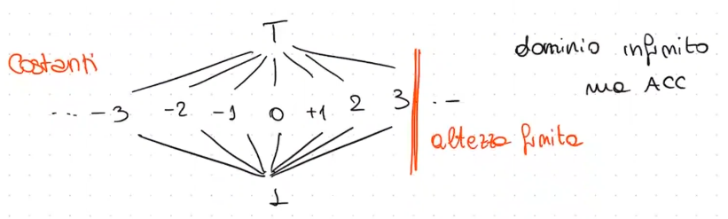 T
Costanti
dominio infinito
ma ACC
... -3 -2 -1 0 +1 2 3 . -
altezza finita
⊥